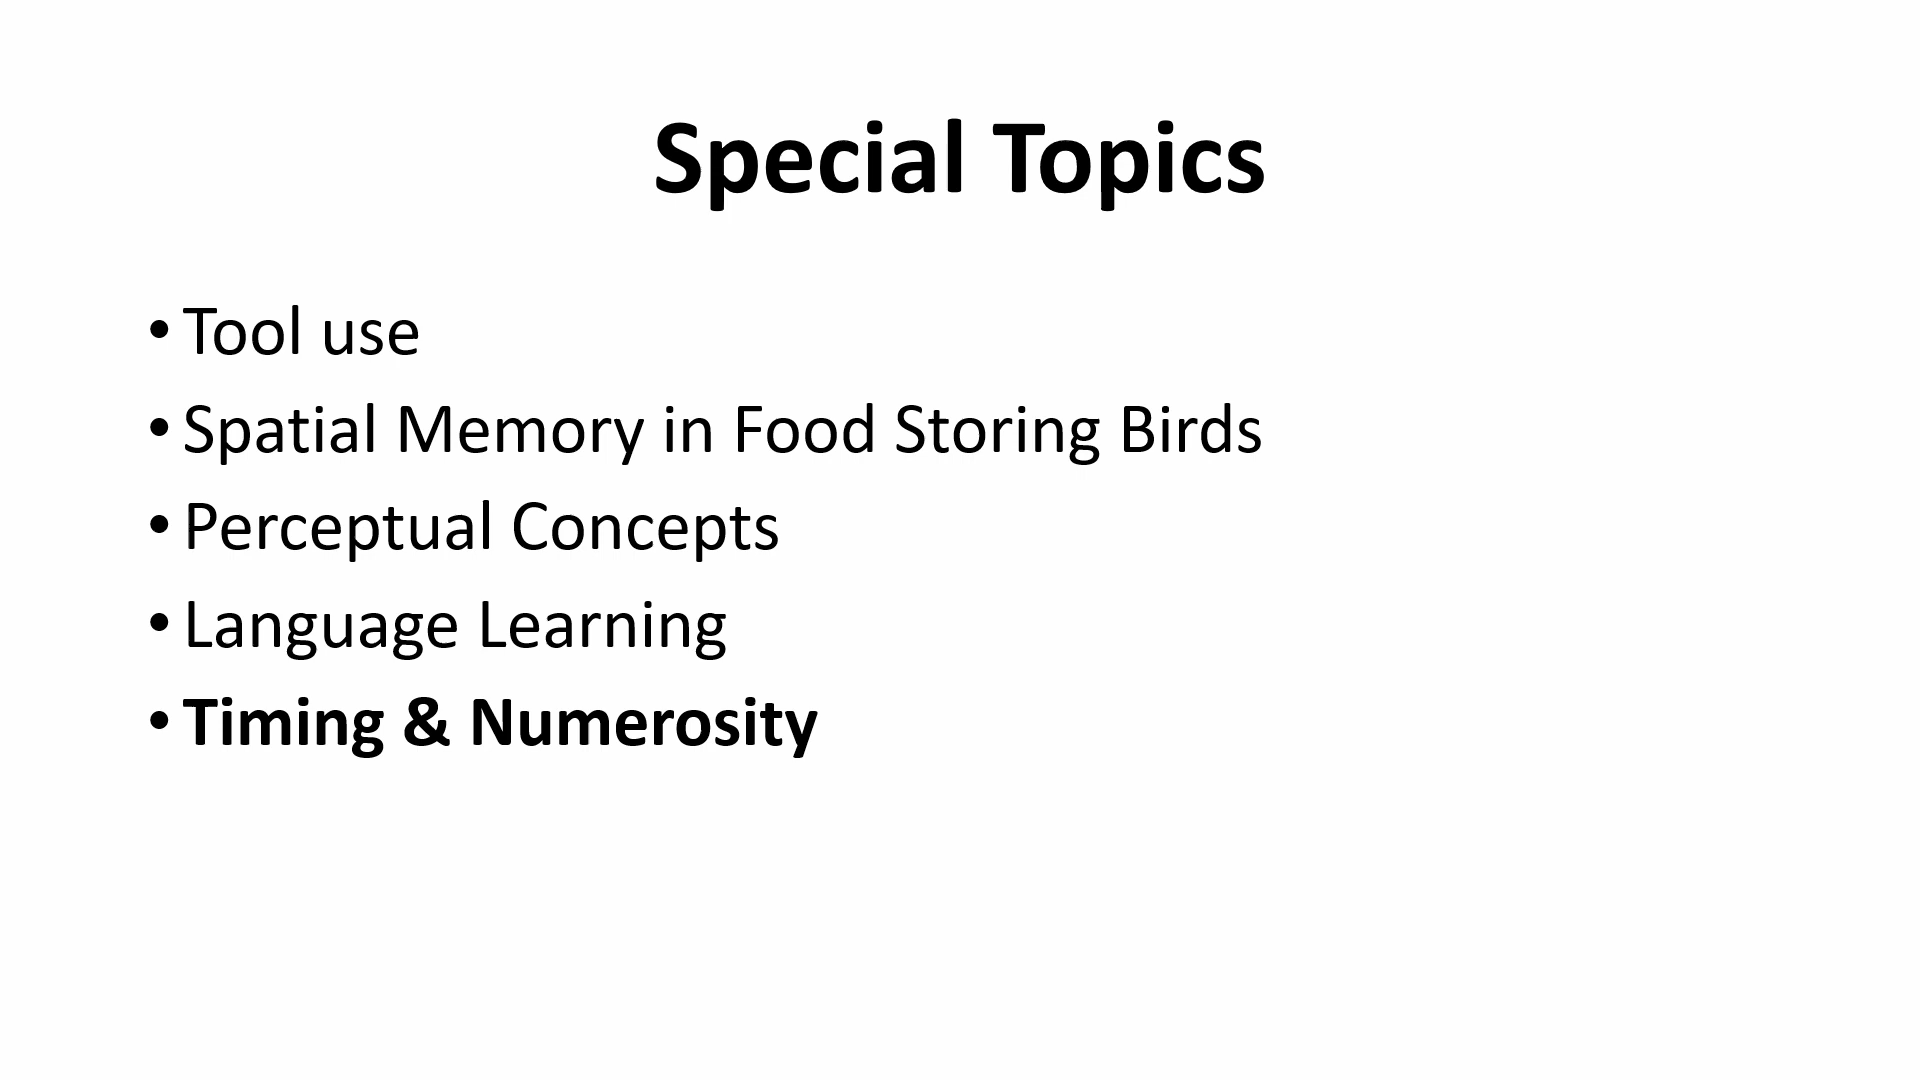 Special Topics
• Tool use
• Spatial Memory in Food Storing Birds
• Perceptual Concepts
• Language Learning
• Timing & Numerosity